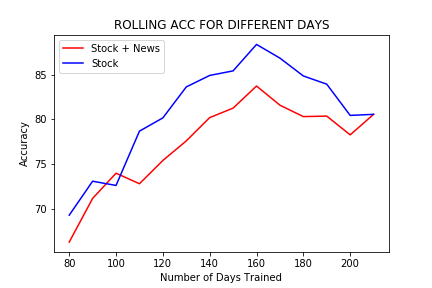 ROLLING ACC FOR DIFFERENT DAYS
Stock + News
Stock
85
80
75
70
Accuracy
80 100 120 140 160 180 200
Number of Days Trained